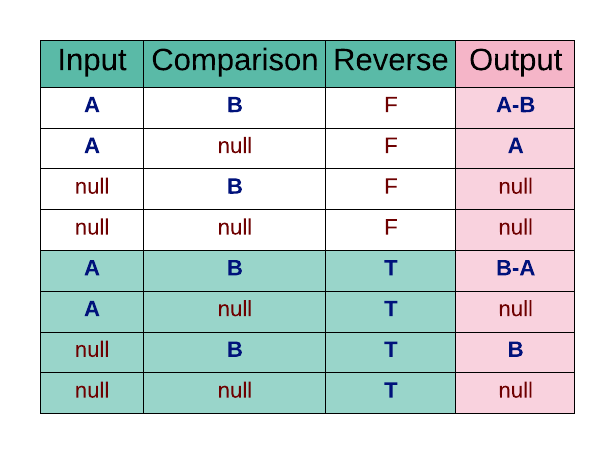 Input Comparison Reverse Output
A B F A-B
A null F A
null B F null
null null F null
A B T B-A
A null T null
null B T B
null null T null